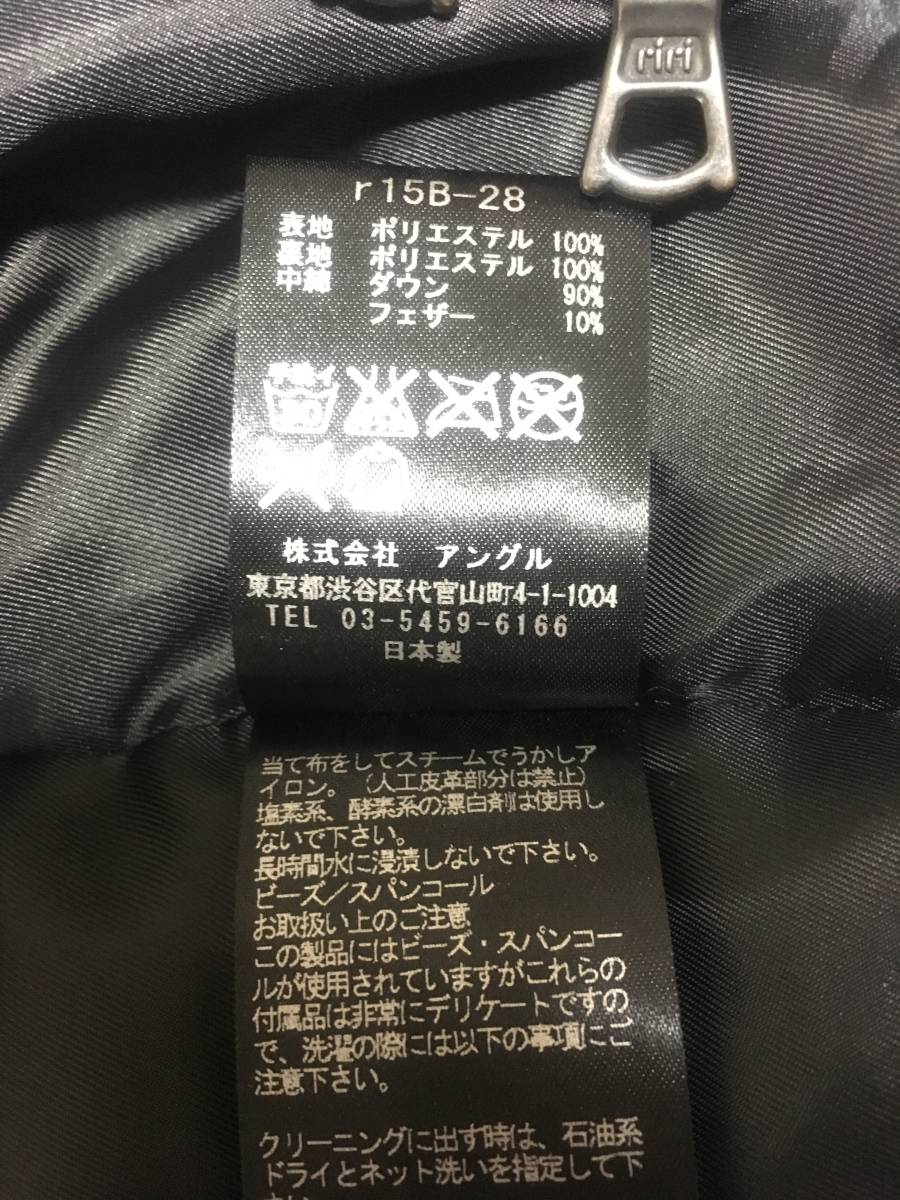 riri
r15B-28
表地 ポリエステル 100%
裏地 ポリエステル 100%
中綿 ダウン 90%
フェザー 10%
株式会社 アングル
東京都渋谷区代官山町4-1-1004
TEL 03-5459-6166
日本製
当て布をしてスチームでうかしア
イロン。(人工皮革部分は禁止)
塩素系、酵素系の漂白剤は使用し
ないで下さい。
長時間水に浸漬しないで下さい。
ビーズ/スパンコール
お取扱い上のご注意
この製品にはビーズ・スパンコー
ルが使用されていますがこれらの
付属品は非常にデリケートですの
で、洗濯の際には以下の事項にご
注意下さい。
クリーニングに出す時は、石油系
ドライとネット洗いを指定して下
さい。